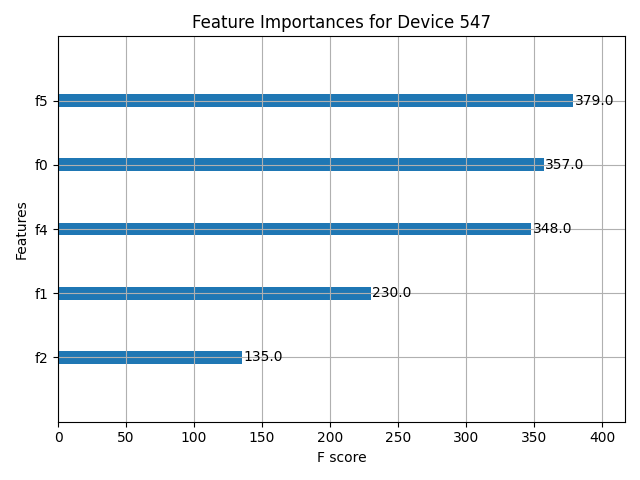 Feature Importances for Device 547
Features
f5
379.0
f0
357.0
f4
348.0
f1
230.0
f2
135.0
0 50 100 150 200 250 300 350 400
F score